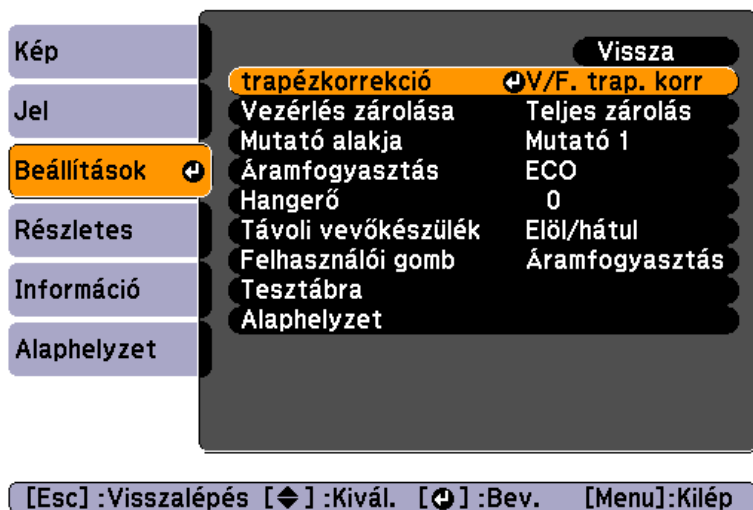 Kép
Jel
Beállítások
Részletes
Információ
Alaphelyzet
Vissza
trapézkorrekció V/F. trap. korr
Vezérlés zárolása Teljes zárolás
Mutató alakja Mutató 1
Áramfogyasztás ECO
Hangerő 0
Távoli vevőkészülék Elöl/hátul
Felhasználói gomb Áramfogyasztás
Tesztábra
Alaphelyzet
[Esc] :Visszalépés [◆] :Kivál. [⏎] :Bev. [Menu]:Kilép